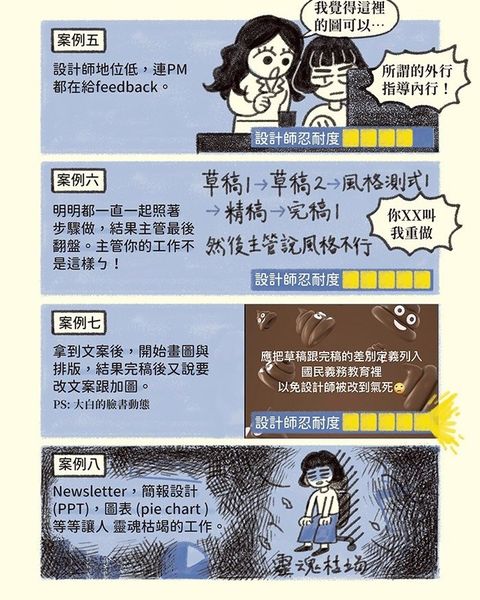 案例五
設計師地位低，連PM
都在給feedback。
我覺得這裡
的圖可以…
所謂的外行
指導內行！
設計師忍耐度
案例六
明明都一直一起照著
步驟做，結果主管最後
翻盤。主管你的工作不
是這樣ㄅ！
草稿1→草稿2→風格測式1
→精稿→完稿1
然後主管說風格不行
你XX叫
我重做
設計師忍耐度
案例七
拿到文案後，開始畫圖與
排版，結果完稿後又說要
改文案跟加圖。
PS: 大白的臉書動態
應把草稿跟完稿的差別定義列入
國民義務教育裡
以免設計師被改到氣死😌
設計師忍耐度
案例八
Newsletter，簡報設計
(PPT)，圖表 (pie chart )
等等讓人 靈魂枯竭的工作。
靈魂枯竭